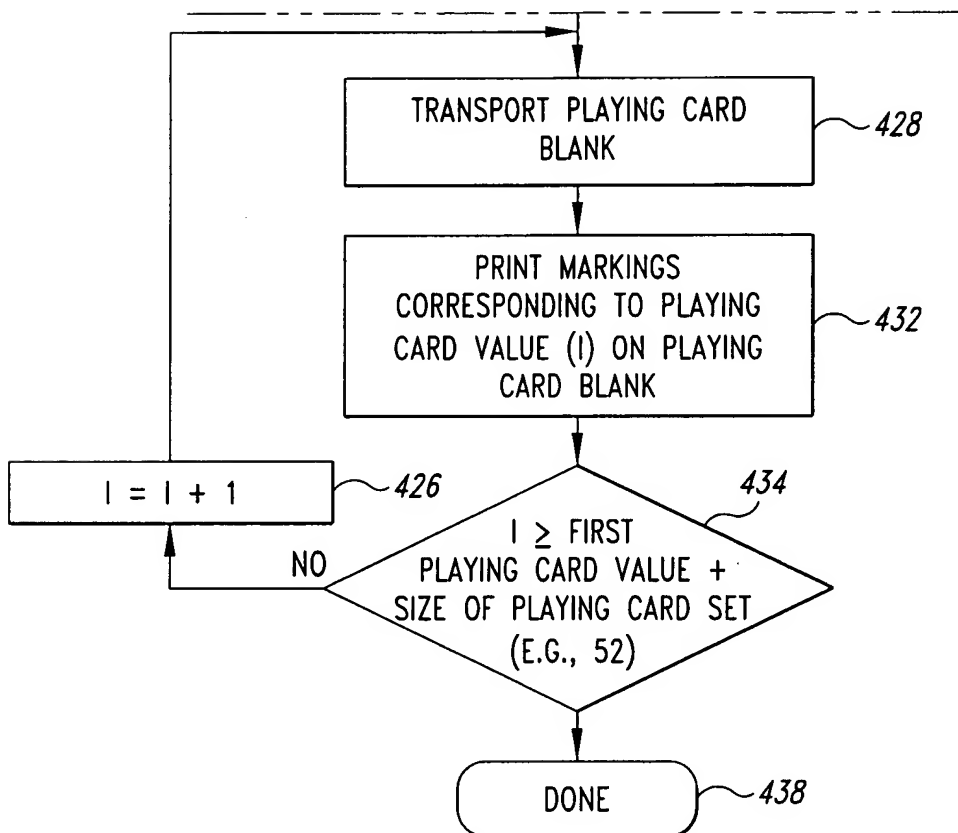 TRANSPORT PLAYING CARD
BLANK
428
PRINT MARKINGS
CORRESPONDING TO PLAYING
CARD VALUE (I) ON PLAYING
CARD BLANK
432
I = I + 1
426
434
I ≥ FIRST
PLAYING CARD VALUE +
SIZE OF PLAYING CARD SET
(E.G., 52)
NO
DONE
438